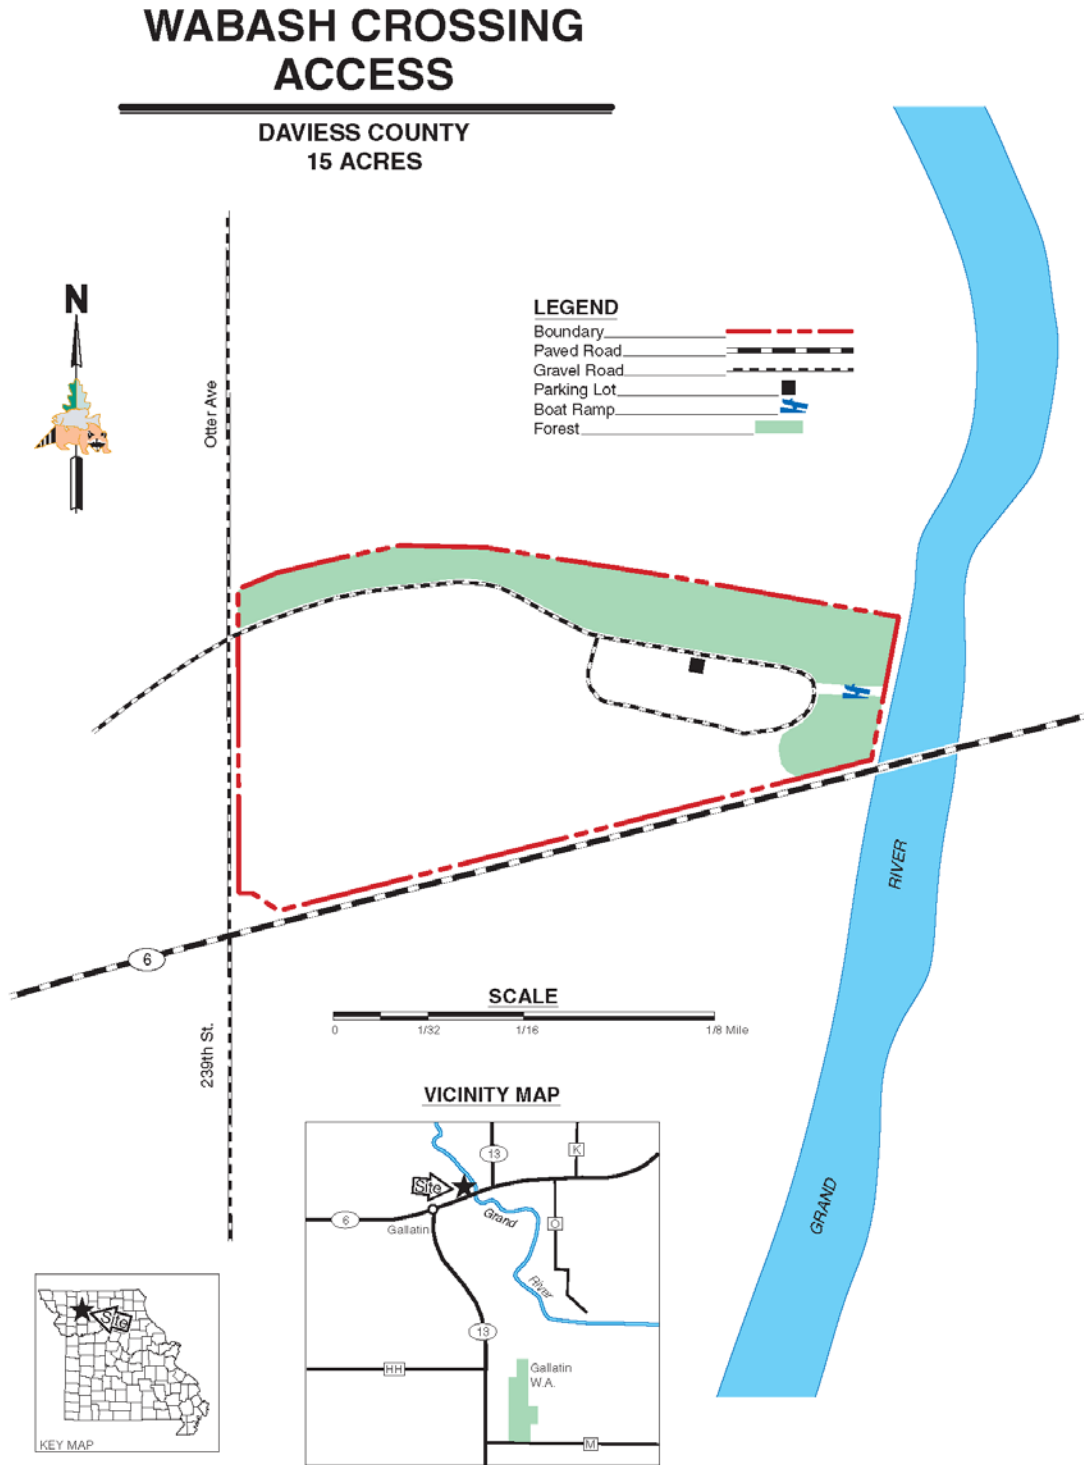 WABASH CROSSING
ACCESS
DAVIESS COUNTY
15 ACRES
N
Otter Ave
LEGEND
Boundary
Paved Road
Gravel Road
Parking Lot
Boat Ramp
Forest
RIVER
6
239th St.
SCALE
0 1/32 1/16 1/8 Mile
GRAND
VICINITY MAP
13
K
Site
Grand
6
Gallatin
O
River
13
HH
Gallatin
W.A.
M
Site
KEY MAP